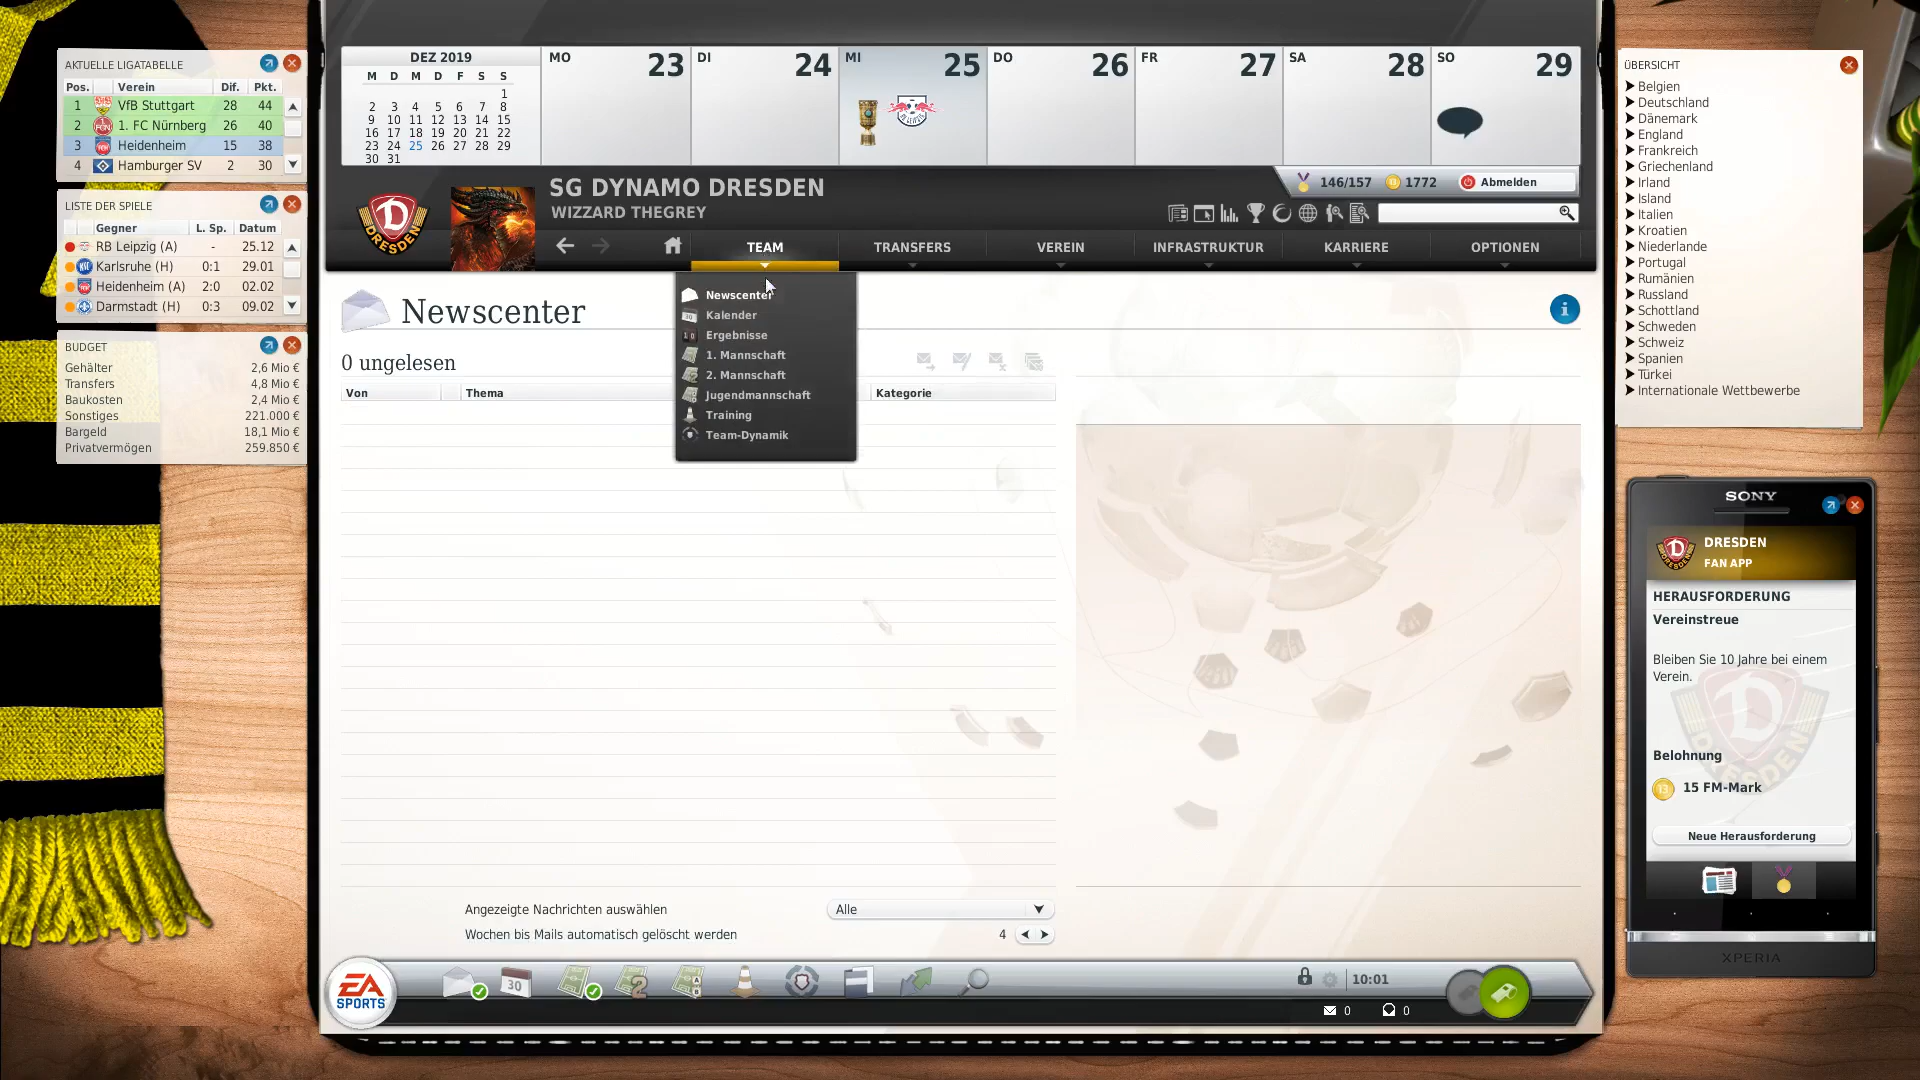 AKTUELLE LIGATABELLE
Pos. Verein Dif. Pkt.
1 VfB Stuttgart 28 44
2 1. FC Nürnberg 26 40
3 Heidenheim 15 38
4 Hamburger SV 2 30
LISTE DER SPIELE
Gegner L. Sp. Datum
RB Leipzig (A) - 25.12
Karlsruhe (H) 0:1 29.01
Heidenheim (A) 2:0 02.02
Darmstadt (H) 0:3 09.02
BUDGET
Gehälter 2,6 Mio €
Transfers 4,8 Mio €
Baukosten 2,4 Mio €
Sonstiges 221.000 €
Bargeld 18,1 Mio €
Privatvermögen 259.850 €
DEZ 2019
M D M D F S S
1
2 3 4 5 6 7 8
9 10 11 12 13 14 15
16 17 18 19 20 21 22
23 24 25 26 27 28 29
30 31
MO 23 DI 24 MI 25 DO 26 FR 27 SA 28 SO 29
SG DYNAMO DRESDEN
WIZZARD THEGREY
146/157 1772 Abmelden
TEAM TRANSFERS VEREIN INFRASTRUKTUR KARRIERE OPTIONEN
Newscenter
Kalender
Ergebnisse
1. Mannschaft
2. Mannschaft
Jugendmannschaft
Training
Team-Dynamik
Newscenter
0 ungelesen
Von Thema Kategorie
Angezeigte Nachrichten auswählen Alle
Wochen bis Mails automatisch gelöscht werden 4
EA
SPORTS
30
2
10:01
0 0
ÜBERSICHT
Belgien
Deutschland
Dänemark
England
Frankreich
Griechenland
Irland
Island
Italien
Kroatien
Niederlande
Portugal
Rumänien
Russland
Schottland
Schweden
Schweiz
Spanien
Türkei
Internationale Wettbewerbe
SONY
DRESDEN
FAN APP
HERAUSFORDERUNG
Vereinstreue
Bleiben Sie 10 Jahre bei einem
Verein.
Belohnung
15 FM-Mark
Neue Herausforderung
XPERIA